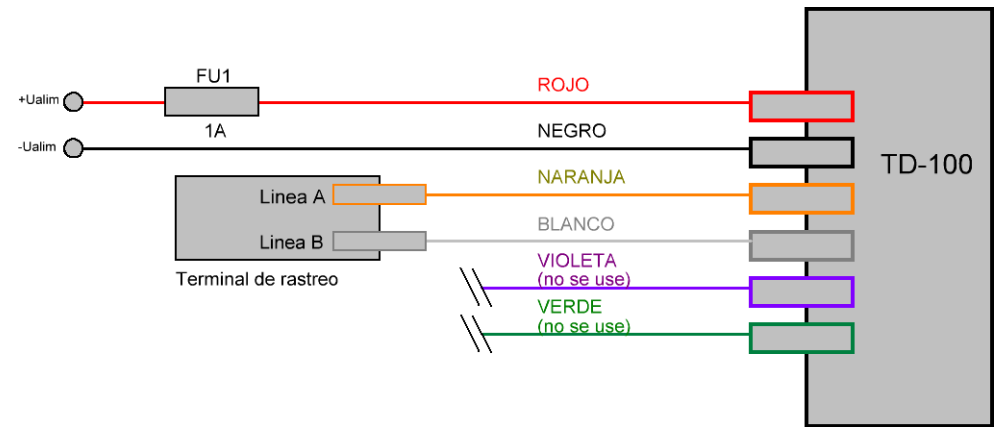 FU1
ROJO
+Ualim
1A
NEGRO
-Ualim
TD-100
NARANJA
Linea A
BLANCO
Linea B
VIOLETA
(no se use)
Terminal de rastreo
VERDE
(no se use)